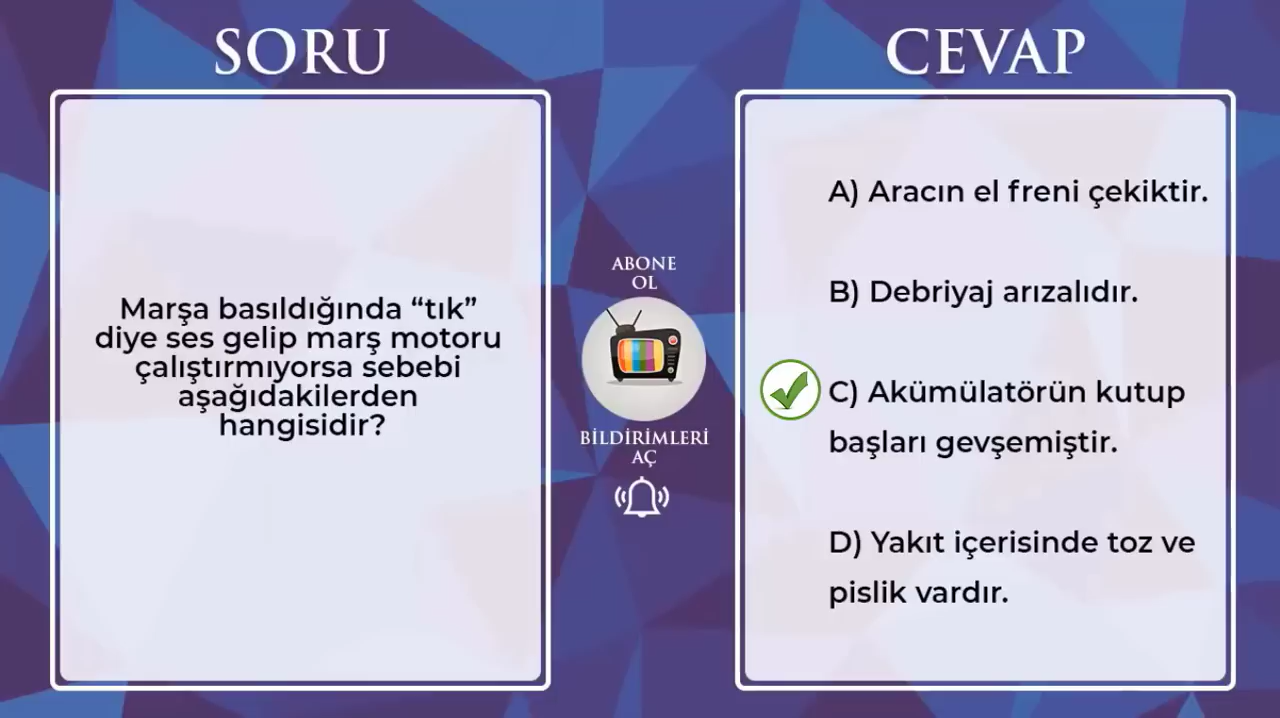 SORU
Marşa basıldığında “tık”
diye ses gelip marş motoru
çalıştırmıyorsa sebebi
aşağıdakilerden
hangisidir?
ABONE
OL
BİLDİRİMLERİ
AÇ
CEVAP
A) Aracın el freni çekiktir.
B) Debriyaj arızalıdır.
C) Akümülatörün kutup
başları gevşemiştir.
D) Yakıt içerisinde toz ve
pislik vardır.